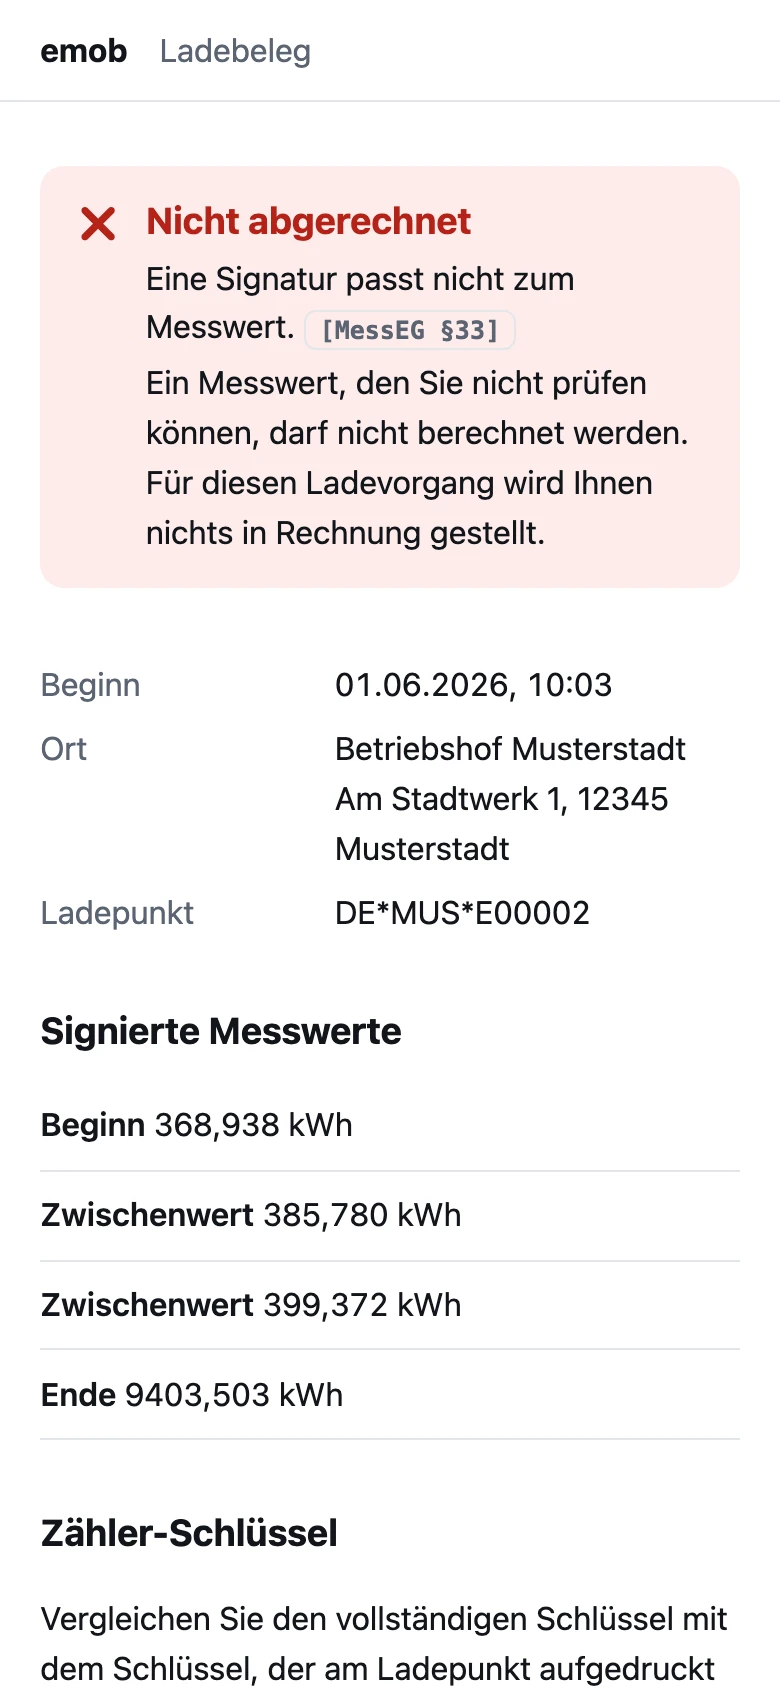 emob Ladebeleg
Nicht abgerechnet
Eine Signatur passt nicht zum
Messwert. [MessEG §33]
Ein Messwert, den Sie nicht prüfen
können, darf nicht berechnet werden.
Für diesen Ladevorgang wird Ihnen
nichts in Rechnung gestellt.
Beginn 01.06.2026, 10:03
Ort Betriebshof Musterstadt
Am Stadtwerk 1, 12345
Musterstadt
Ladepunkt DE*MUS*E00002
Signierte Messwerte
Beginn 368,938 kWh
Zwischenwert 385,780 kWh
Zwischenwert 399,372 kWh
Ende 9403,503 kWh
Zähler-Schlüssel
Vergleichen Sie den vollständigen Schlüssel mit
dem Schlüssel, der am Ladepunkt aufgedruckt